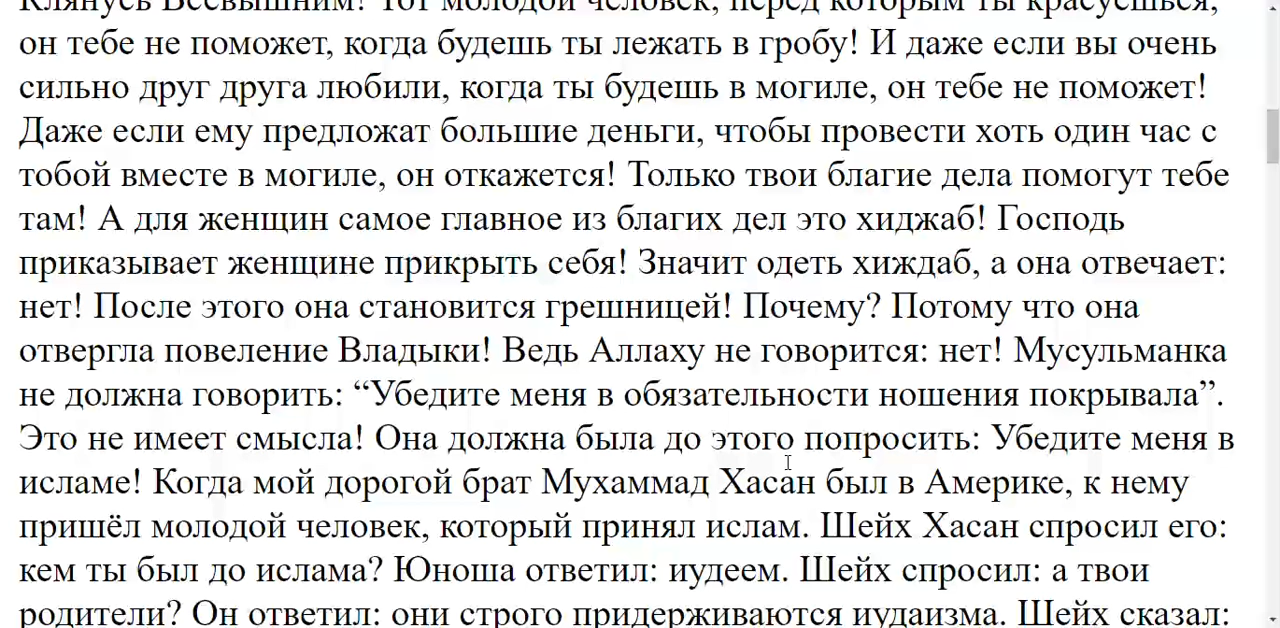 Клянусь Всевышним! Тот молодой человек, перед которым ты красуешься,
он тебе не поможет, когда будешь ты лежать в гробу! И даже если вы очень
сильно друг друга любили, когда ты будешь в могиле, он тебе не поможет!
Даже если ему предложат большие деньги, чтобы провести хоть один час с
тобой вместе в могиле, он откажется! Только твои благие дела помогут тебе
там! А для женщин самое главное из благих дел это хиджаб! Господь
приказывает женщине прикрыть себя! Значит одеть хиждаб, а она отвечает:
нет! После этого она становится грешницей! Почему? Потому что она
отвергла повеление Владыки! Ведь Аллаху не говорится: нет! Мусульманка
не должна говорить: “Убедите меня в обязательности ношения покрывала”.
Это не имеет смысла! Она должна была до этого попросить: Убедите меня в
исламе! Когда мой дорогой брат Мухаммад Хасан был в Америке, к нему
пришёл молодой человек, который принял ислам. Шейх Хасан спросил его:
кем ты был до ислама? Юноша ответил: иудеем. Шейх спросил: а твои
родители? Он ответил: они строго придерживаются иудаизма. Шейх сказал: